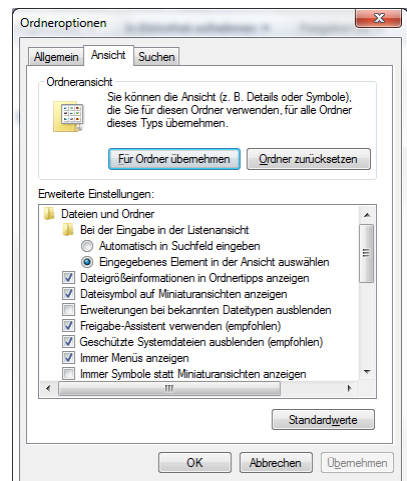 Ordneroptionen
Allgemein Ansicht Suchen
Ordneransicht
Sie können die Ansicht (z. B. Details oder Symbole),
die Sie für diesen Ordner verwenden, für alle Ordner
dieses Typs übernehmen.
Für Ordner übernehmen Ordner zurücksetzen
Erweiterte Einstellungen:
Dateien und Ordner
Bei der Eingabe in der Listenansicht
Automatisch in Suchfeld eingeben
Eingegebenes Element in der Ansicht auswählen
Dateigrößeinformationen in Ordnertipps anzeigen
Dateisymbol auf Miniaturansichten anzeigen
Erweiterungen bei bekannten Dateitypen ausblenden
Freigabe-Assistent verwenden (empfohlen)
Geschützte Systemdateien ausblenden (empfohlen)
Immer Menüs anzeigen
Immer Symbole statt Miniaturansichten anzeigen
Standardwerte
OK Abbrechen Übernehmen